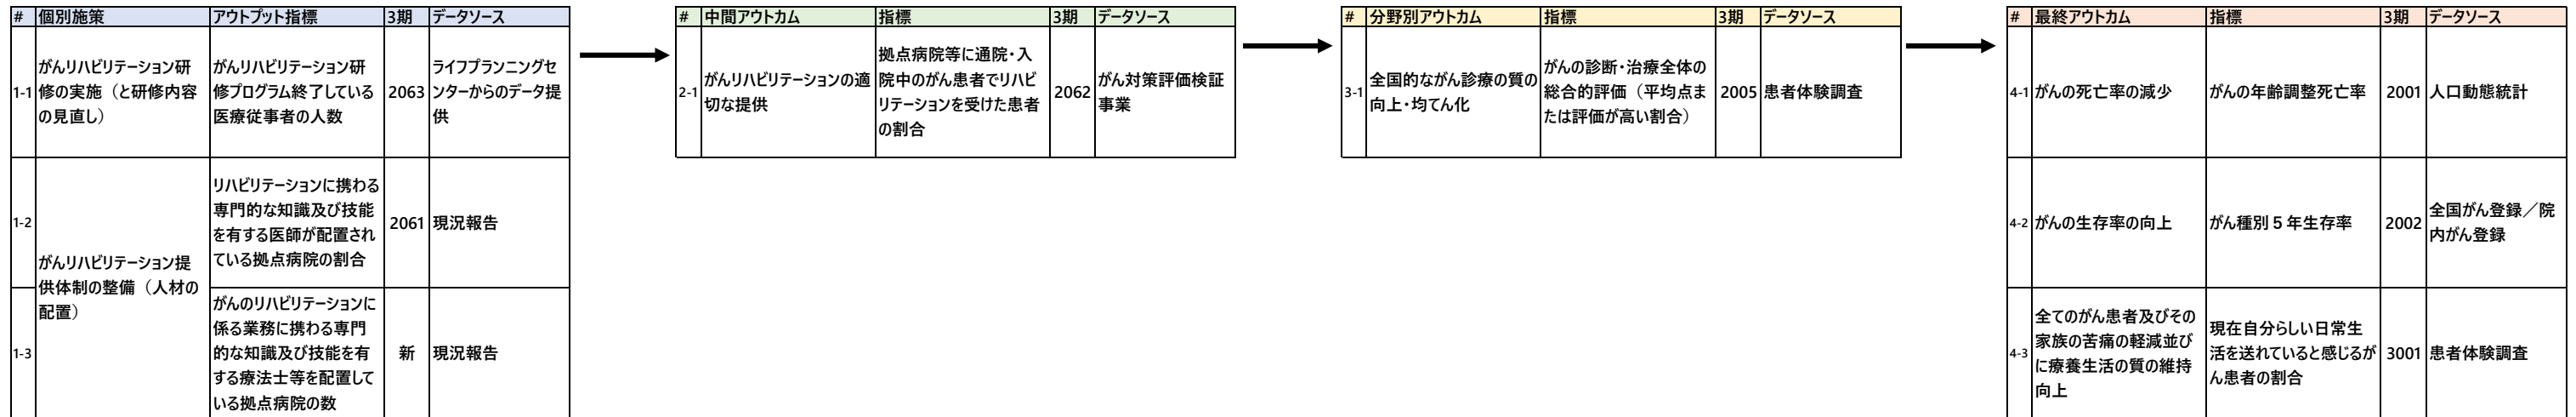 # 個別施策 アウトプット指標 3期 データソース
1-1
がんリハビリテーション研
修の実施（と研修内容
の見直し）
がんリハビリテーション研
修プログラム終了している
医療従事者の人数
2063
ライフプランニングセ
ンターからのデータ提
供
1-2
がんリハビリテーション提
供体制の整備（人材の
配置）
リハビリテーションに携わる
専門的な知識及び技能
を有する医師が配置され
ている拠点病院の割合
2061
現況報告
1-3
がんのリハビリテーションに
係る業務に携わる専門
的な知識及び技能を有
する療法士等を配置して
いる拠点病院の数
新
現況報告
# 中間アウトカム 指標 3期 データソース
2-1
がんリハビリテーションの適
切な提供
拠点病院等に通院・入
院中のがん患者でリハビ
リテーションを受けた患者
の割合
2062
がん対策評価検証
事業
# 分野別アウトカム 指標 3期 データソース
3-1
全国的ながん診療の質の
向上・均てん化
がんの診断・治療全体の
総合的評価（平均点ま
たは評価が高い割合）
2005
患者体験調査
# 最終アウトカム 指標 3期 データソース
4-1
がんの死亡率の減少
がんの年齢調整死亡率
2001
人口動態統計
4-2
がんの生存率の向上
がん種別５年生存率
2002
全国がん登録／院
内がん登録
4-3
全てのがん患者及びその
家族の苦痛の軽減並び
に療養生活の質の維持
向上
現在自分らしい日常生
活を送れていると感じるが
ん患者の割合
3001
患者体験調査